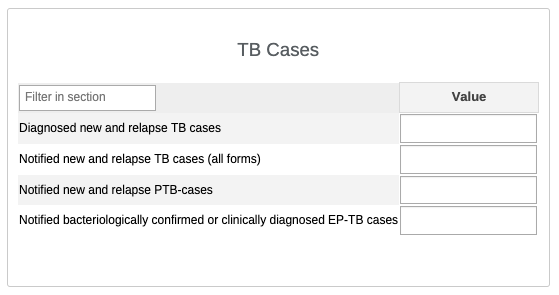 TB Cases
Filter in section
Value
Diagnosed new and relapse TB cases
Notified new and relapse TB cases (all forms)
Notified new and relapse PTB-cases
Notified bacteriologically confirmed or clinically diagnosed EP-TB cases